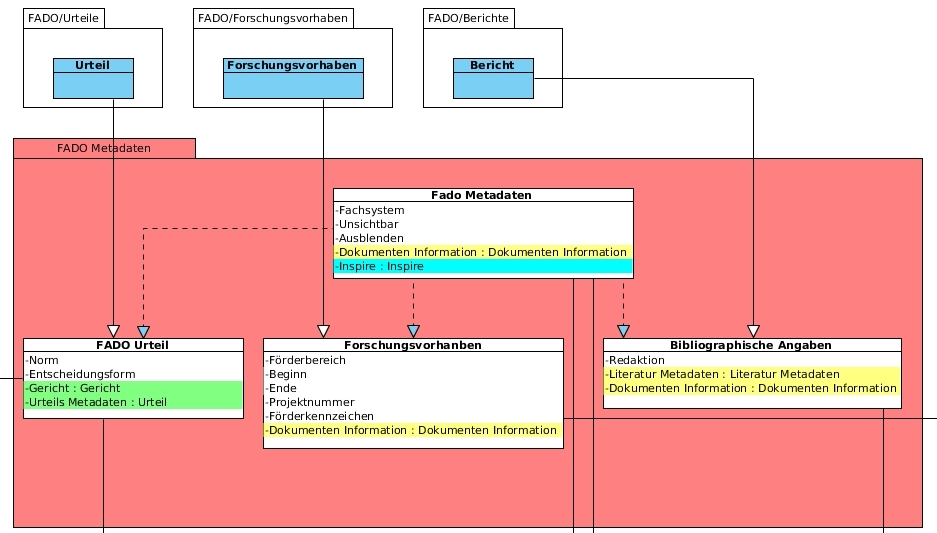 FADO/Urteile
FADO/Forschungsvorhaben
FADO/Berichte
Urteil
Forschungsvorhaben
Bericht
FADO Metadaten
Fado Metadaten
-Fachsystem
-Unsichtbar
-Ausblenden
-Dokumenten Information : Dokumenten Information
-Inspire : Inspire
FADO Urteil
-Norm
-Entscheidungsform
-Gericht : Gericht
-Urteils Metadaten : Urteil
Forschungsvorhanben
-Förderbereich
-Beginn
-Ende
-Projektnummer
-Förderkennzeichen
-Dokumenten Information : Dokumenten Information
Bibliographische Angaben
-Redaktion
-Literatur Metadaten : Literatur Metadaten
-Dokumenten Information : Dokumenten Information